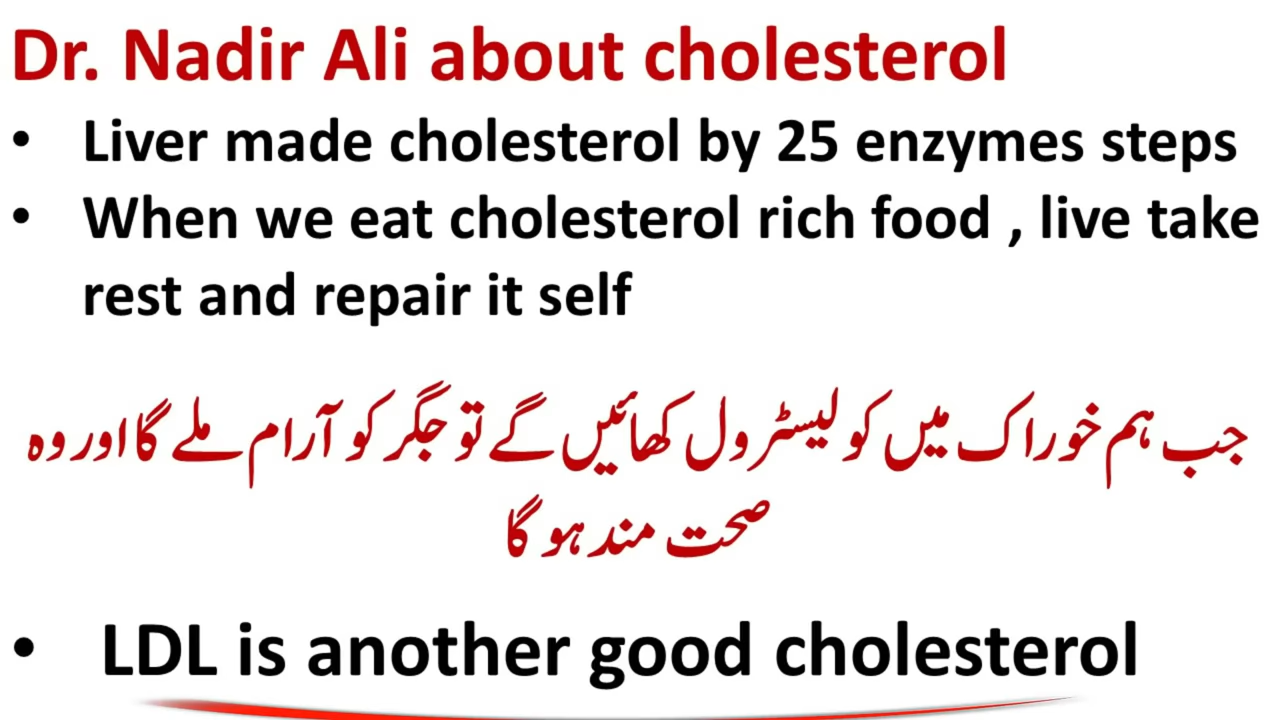 Dr. Nadir Ali about cholesterol
• Liver made cholesterol by 25 enzymes steps
• When we eat cholesterol rich food , live take
rest and repair it self
جب ہم خوراک میں کولیسٹرول کھائیں گے تو جگر کو آرام ملے گا اور وہ
صحت مند ہو گا
• LDL is another good cholesterol